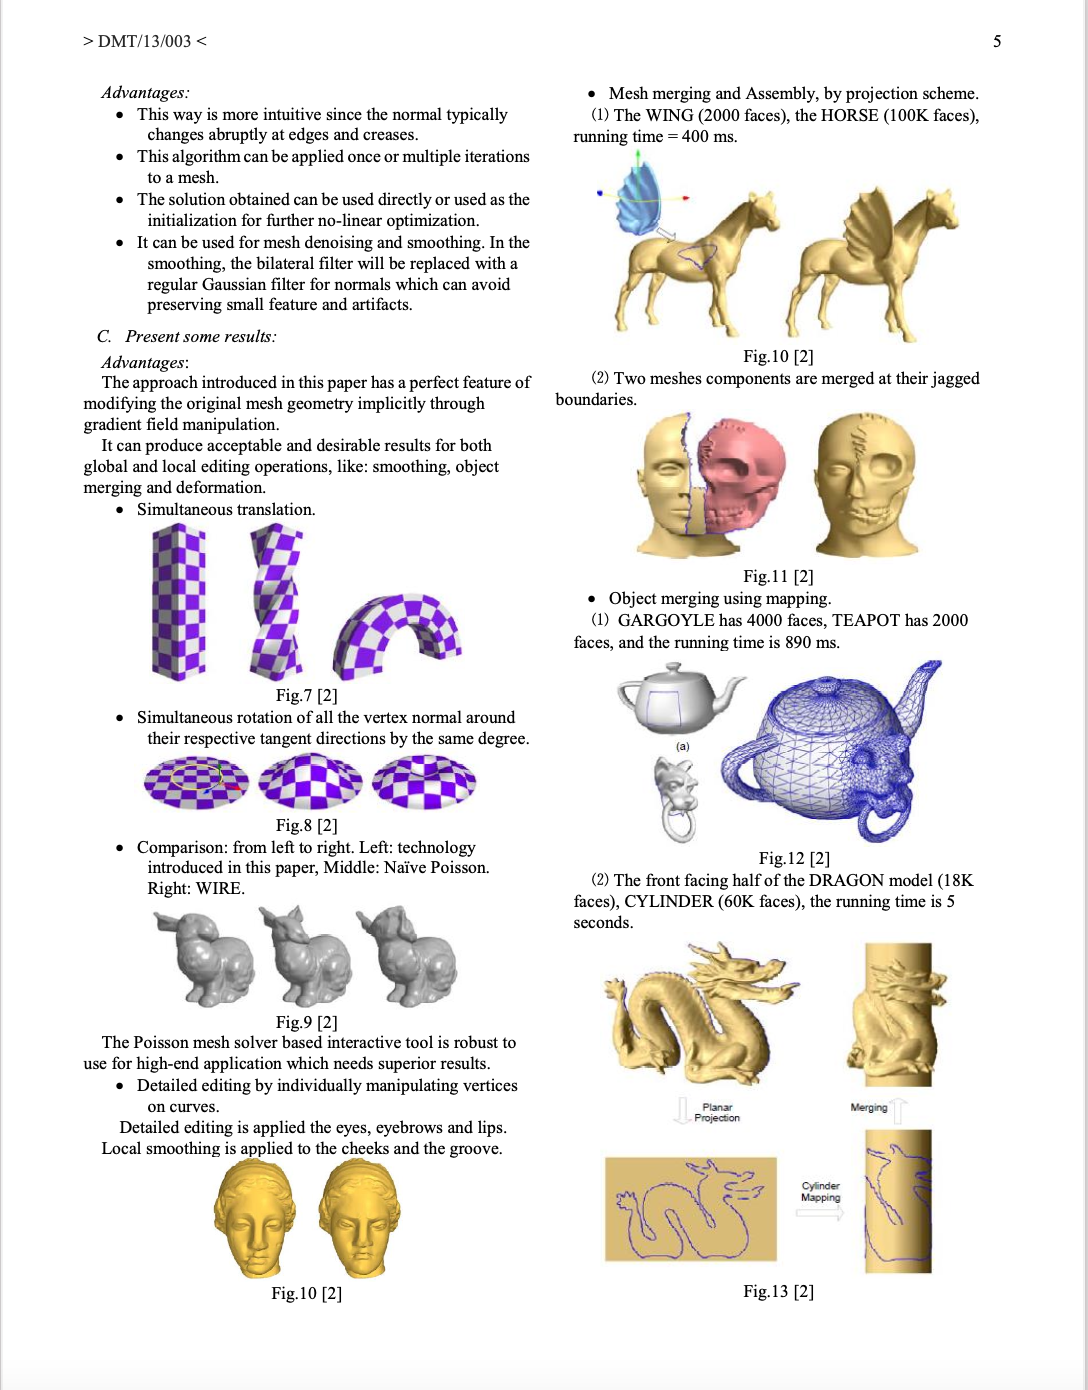 > DMT/13/003 <
5
Advantages:
• This way is more intuitive since the normal typically
changes abruptly at edges and creases.
• This algorithm can be applied once or multiple iterations
to a mesh.
• The solution obtained can be used directly or used as the
initialization for further no-linear optimization.
• It can be used for mesh denoising and smoothing. In the
smoothing, the bilateral filter will be replaced with a
regular Gaussian filter for normals which can avoid
preserving small feature and artifacts.
C. Present some results:
Advantages:
The approach introduced in this paper has a perfect feature of
modifying the original mesh geometry implicitly through
gradient field manipulation.
It can produce acceptable and desirable results for both
global and local editing operations, like: smoothing, object
merging and deformation.
• Simultaneous translation.
Fig.7 [2]
• Simultaneous rotation of all the vertex normal around
their respective tangent directions by the same degree.
Fig.8 [2]
• Comparison: from left to right. Left: technology
introduced in this paper, Middle: Naïve Poisson.
Right: WIRE.
Fig.9 [2]
The Poisson mesh solver based interactive tool is robust to
use for high-end application which needs superior results.
• Detailed editing by individually manipulating vertices
on curves.
Detailed editing is applied the eyes, eyebrows and lips.
Local smoothing is applied to the cheeks and the groove.
Fig.10 [2]
• Mesh merging and Assembly, by projection scheme.
(1) The WING (2000 faces), the HORSE (100K faces),
running time = 400 ms.
Fig.10 [2]
(2) Two meshes components are merged at their jagged
boundaries.
Fig.11 [2]
• Object merging using mapping.
(1) GARGOYLE has 4000 faces, TEAPOT has 2000
faces, and the running time is 890 ms.
(a)
Fig.12 [2]
(2) The front facing half of the DRAGON model (18K
faces), CYLINDER (60K faces), the running time is 5
seconds.
Planar
Projection
Merging
Cylinder
Mapping
Fig.13 [2]